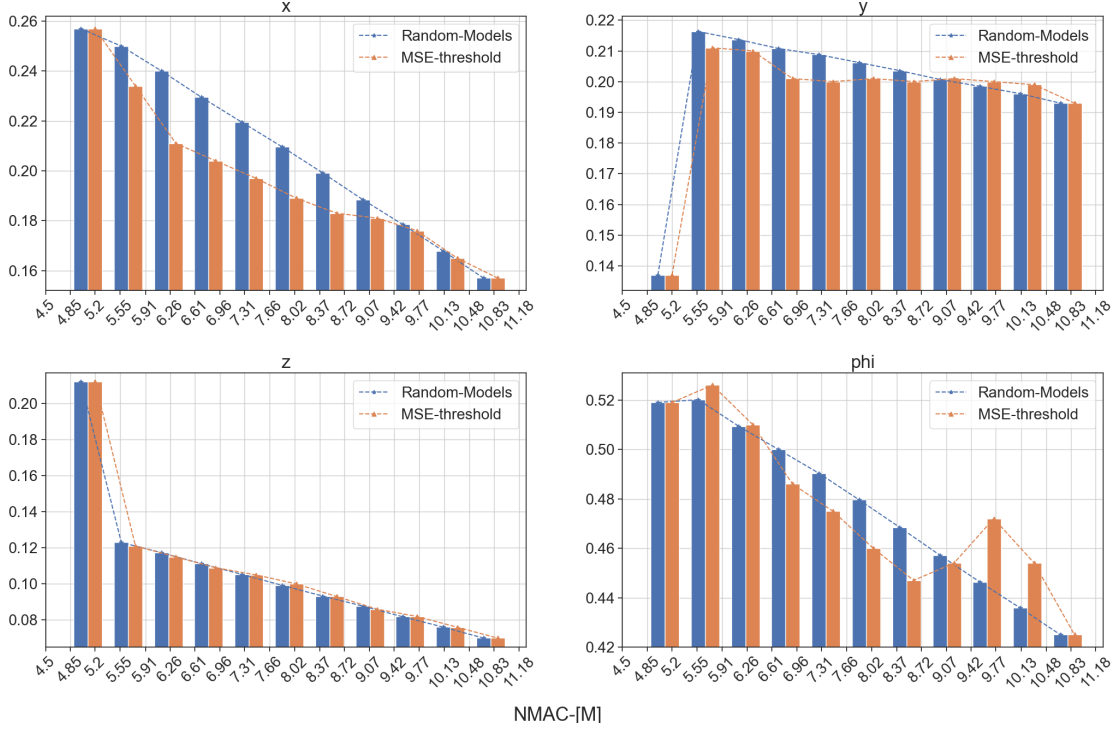 x
0.26
0.24
0.22
0.20
0.18
0.16
Random-Models
MSE-threshold
4.5 4.85 5.2 5.55 5.91 6.26 6.61 6.96 7.31 7.66 8.02 8.37 8.72 9.07 9.42 9.77 10.13 10.48 10.83 11.18
y
0.22
0.21
0.20
0.19
0.18
0.17
0.16
0.15
0.14
Random-Models
MSE-threshold
4.5 4.85 5.2 5.55 5.91 6.26 6.61 6.96 7.31 7.66 8.02 8.37 8.72 9.07 9.42 9.77 10.13 10.48 10.83 11.18
z
0.20
0.18
0.16
0.14
0.12
0.10
0.08
Random-Models
MSE-threshold
4.5 4.85 5.2 5.55 5.91 6.26 6.61 6.96 7.31 7.66 8.02 8.37 8.72 9.07 9.42 9.77 10.13 10.48 10.83 11.18
phi
0.52
0.50
0.48
0.46
0.44
0.42
Random-Models
MSE-threshold
4.5 4.85 5.2 5.55 5.91 6.26 6.61 6.96 7.31 7.66 8.02 8.37 8.72 9.07 9.42 9.77 10.13 10.48 10.83 11.18
NMAC-[M]